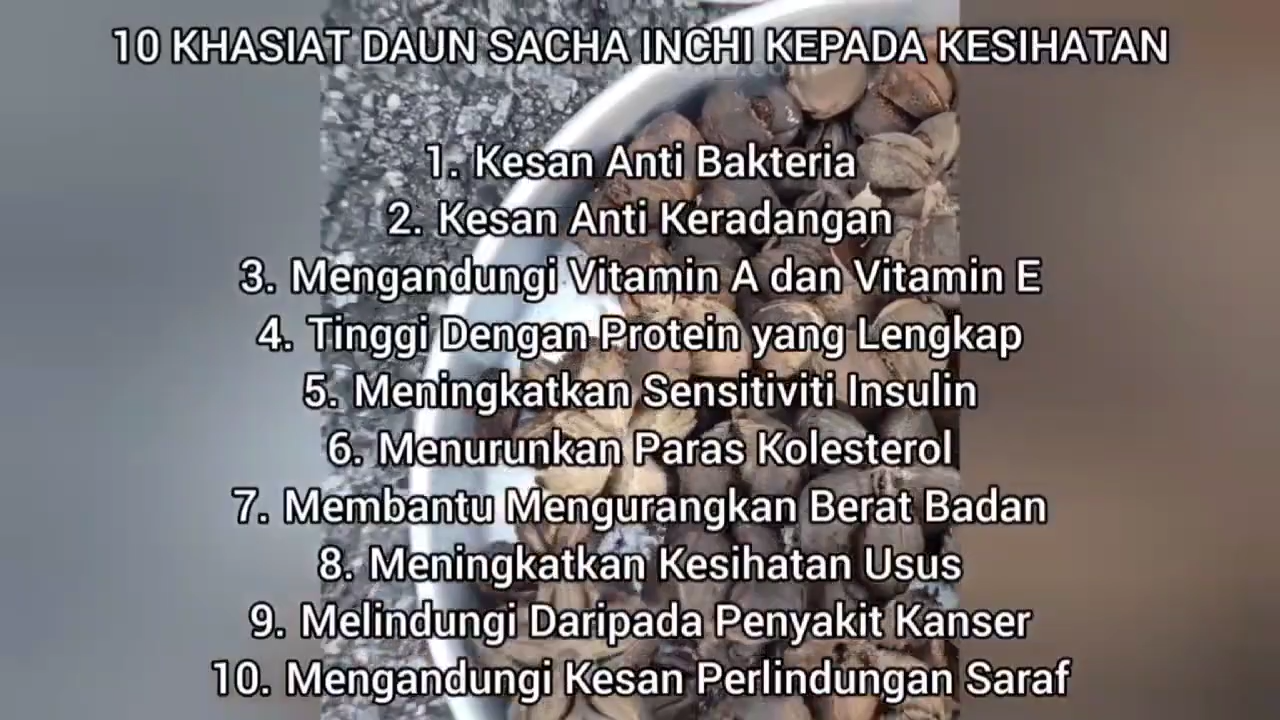 10 KHASIAT DAUN SACHA INCHI KEPADA KESIHATAN
1. Kesan Anti Bakteria
2. Kesan Anti Keradangan
3. Mengandungi Vitamin A dan Vitamin E
4. Tinggi Dengan Protein yang Lengkap
5. Meningkatkan Sensitiviti Insulin
6. Menurunkan Paras Kolesterol
7. Membantu Mengurangkan Berat Badan
8. Meningkatkan Kesihatan Usus
9. Melindungi Daripada Penyakit Kanser
10. Mengandungi Kesan Perlindungan Saraf